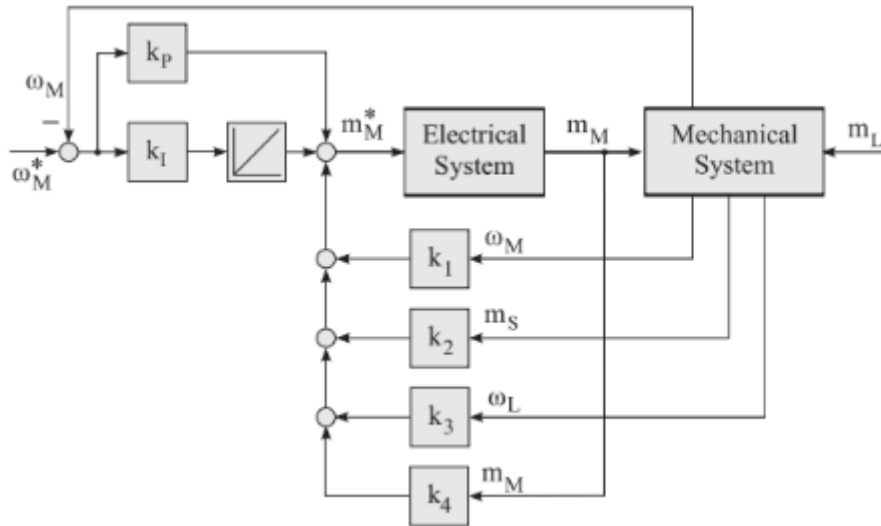 k_P
ω_M
−
k_I
ω*_M
m*_M
Electrical
System
m_M
Mechanical
System
m_L
k_1
ω_M
k_2
m_S
k_3
ω_L
k_4
m_M